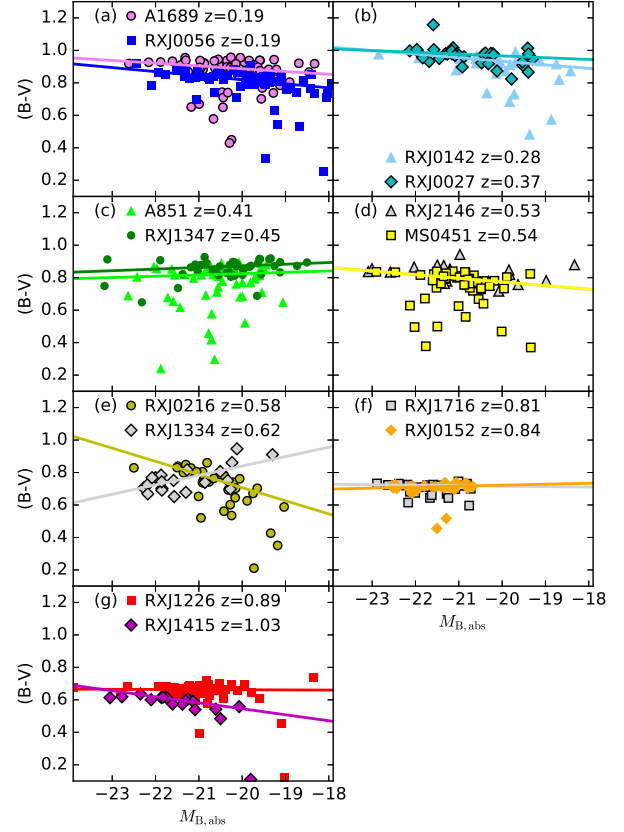 (a) A1689 z=0.19
RXJ0056 z=0.19
(b)
RXJ0142 z=0.28
RXJ0027 z=0.37
(B-V)
1.2
1.0
0.8
0.6
0.4
0.2
(c) A851 z=0.41
RXJ1347 z=0.45
(d) RXJ2146 z=0.53
MS0451 z=0.54
(B-V)
1.2
1.0
0.8
0.6
0.4
0.2
(e) RXJ0216 z=0.58
RXJ1334 z=0.62
(f) RXJ1716 z=0.81
RXJ0152 z=0.84
(B-V)
1.2
1.0
0.8
0.6
0.4
0.2
−23 −22 −21 −20 −19 −18
M_B,abs
(g) RXJ1226 z=0.89
RXJ1415 z=1.03
(B-V)
1.2
1.0
0.8
0.6
0.4
0.2
−23 −22 −21 −20 −19 −18
M_B,abs